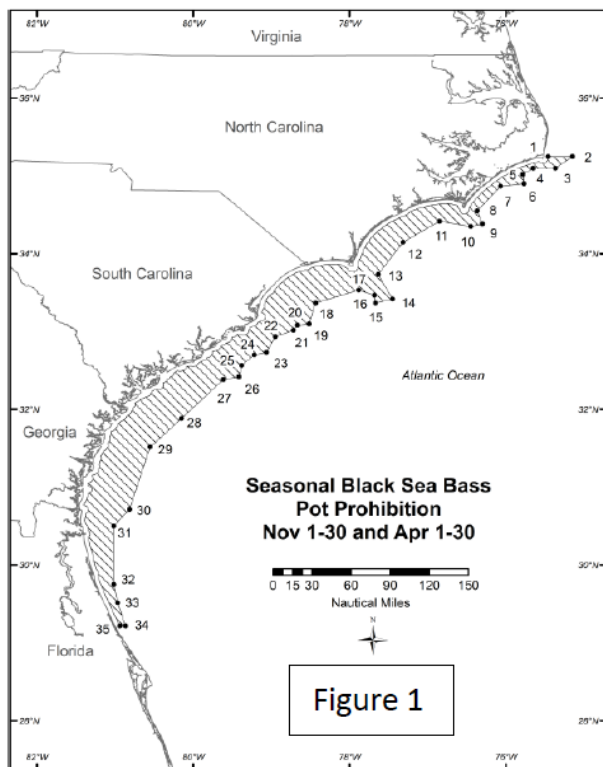 82°W 80°W 78°W 76°W
Virginia
36°N 36°N
North Carolina
1 2
5 4 3
7 6
8
11 10 9
34°N 34°N
12
South Carolina
13
17
18 16 14
15
20
22 21 19
24
25 23
Atlantic Ocean
27 26
32°N 32°N
28
Georgia
29
Seasonal Black Sea Bass
Pot Prohibition
Nov 1-30 and Apr 1-30
30
31
30°N 30°N
32
0 15 30 60 90 120 150
Nautical Miles
33
N
35 34
Florida
Figure 1
28°N 28°N
82°W 80°W 78°W 76°W